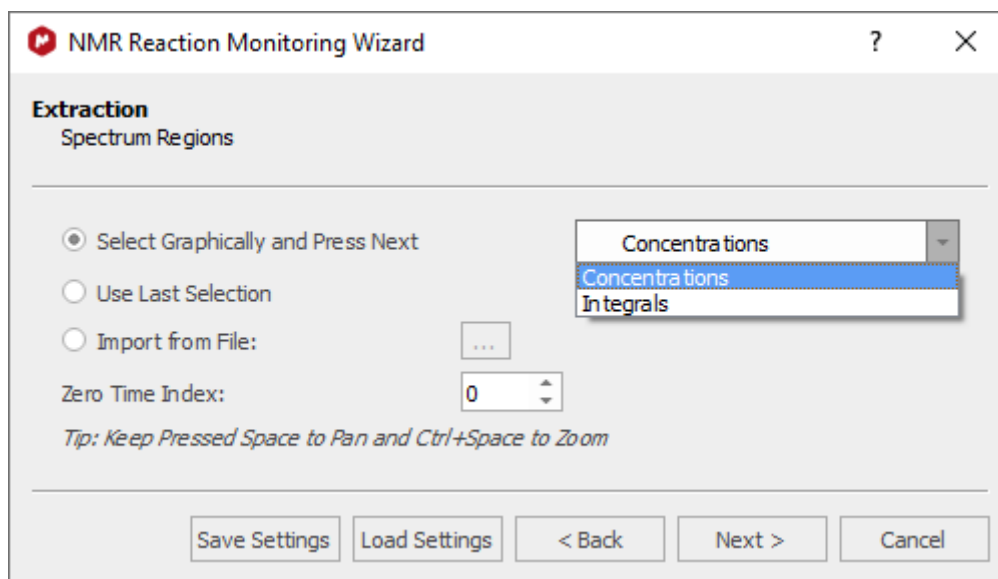 NMR Reaction Monitoring Wizard ? X
Extraction
Spectrum Regions
Select Graphically and Press Next
Concentrations
Concentrations
Integrals
Use Last Selection
Import from File:
...
Zero Time Index:
0
Tip: Keep Pressed Space to Pan and Ctrl+Space to Zoom
Save Settings
Load Settings
< Back
Next >
Cancel